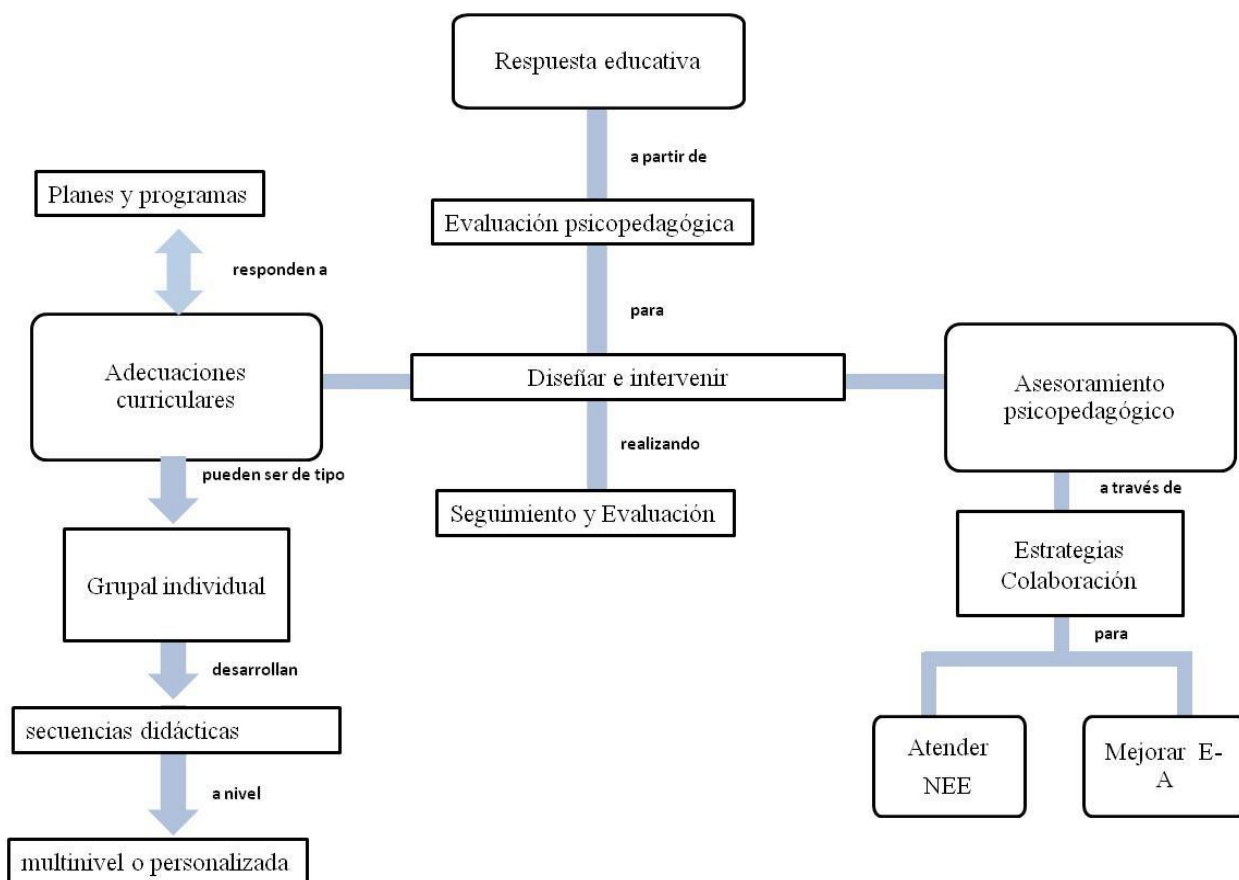 Respuesta educativa
a partir de
Planes y programas
Evaluación psicopedagógica
responden a
para
Adecuaciones
curriculares
Diseñar e intervenir
Asesoramiento
psicopedagógico
realizando
pueden ser de tipo
a través de
Seguimiento y Evaluación
Estrategias
Colaboración
Grupal individual
para
desarrollan
secuencias didácticas
Atender
NEE
Mejorar E-
A
a nivel
multinivel o personalizada